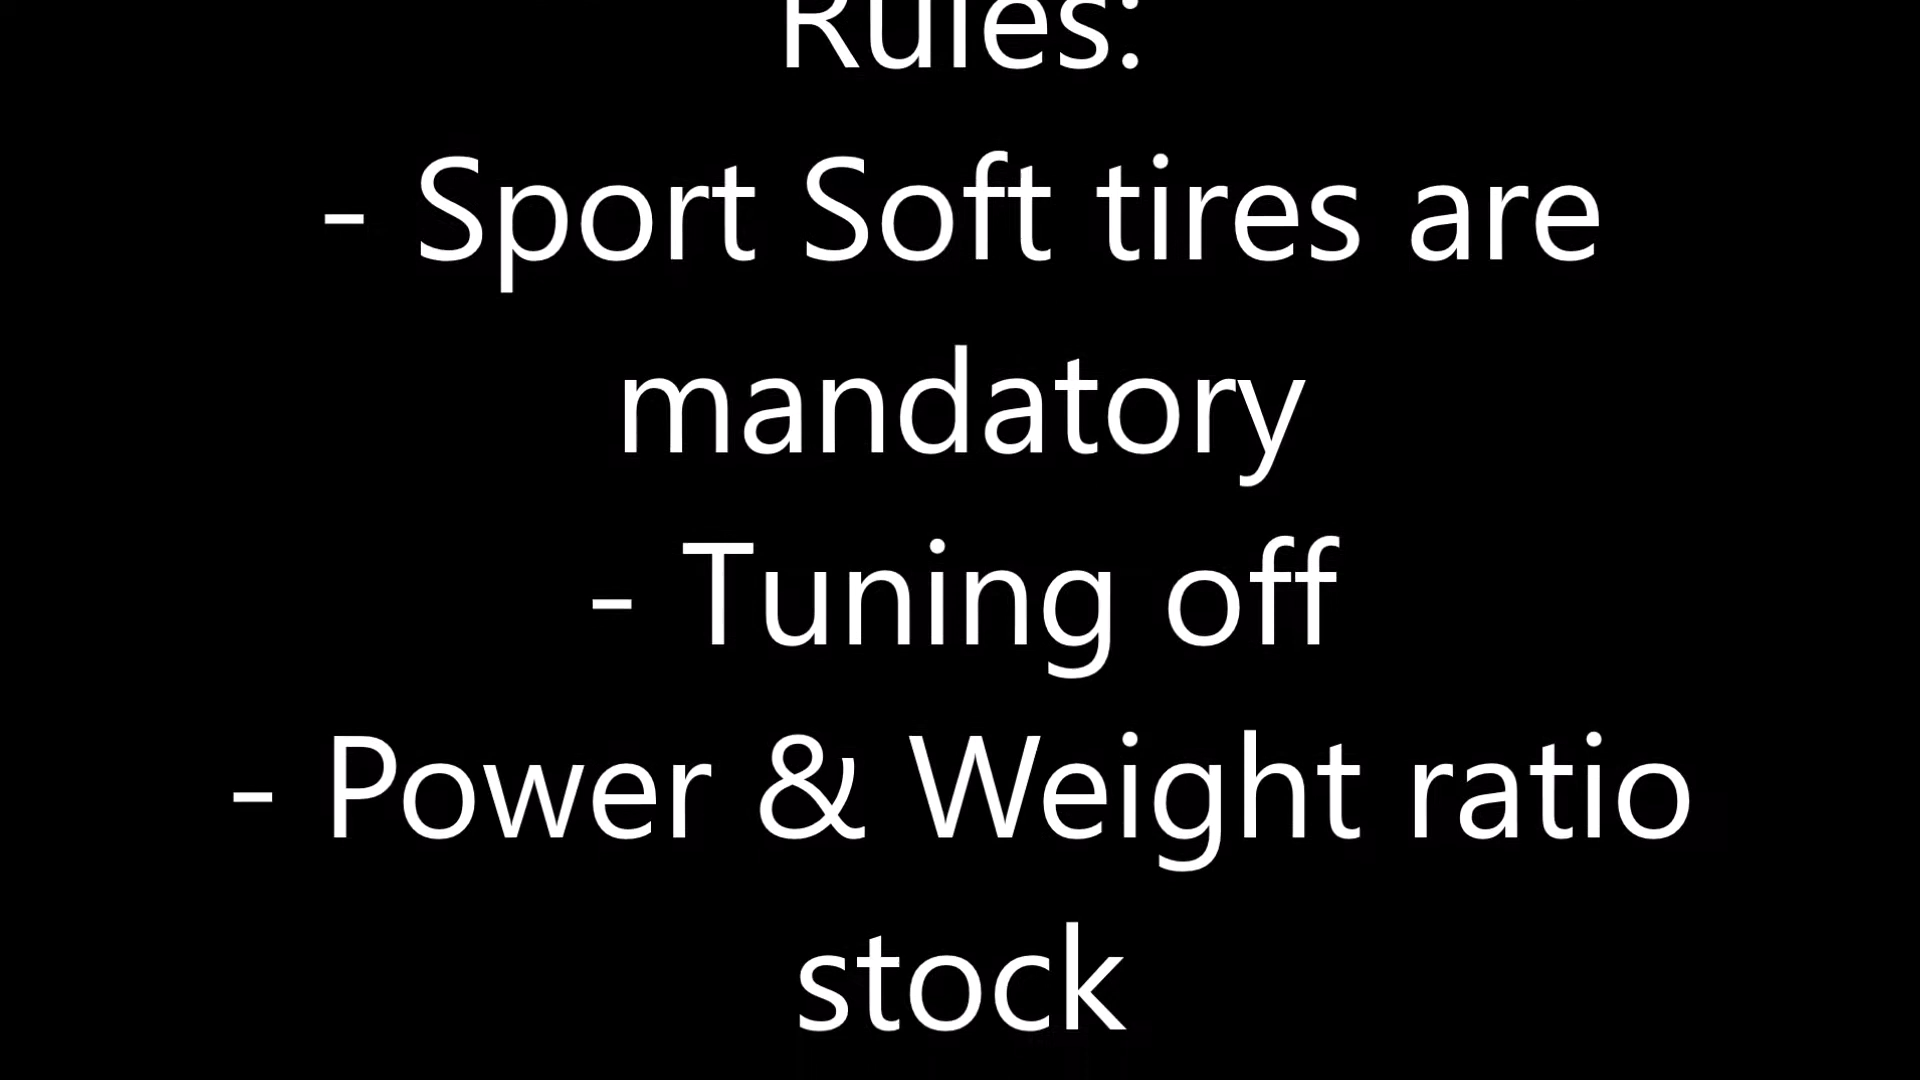 Rules:
- Sport Soft tires are
mandatory
- Tuning off
- Power & Weight ratio
stock